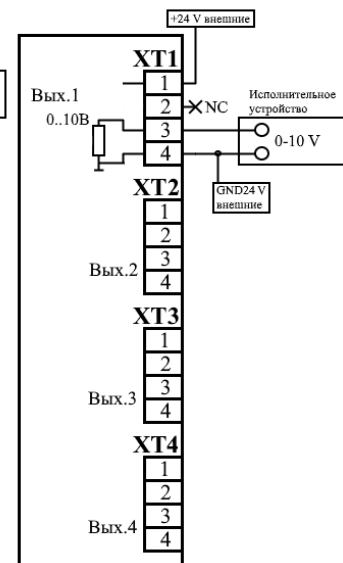 +24 V внешние
XT1
Вых.1
0..10В
1
2
3
4
NC
Исполнительное
устройство
0-10 V
GND24 V
внешние
XT2
1
2
3
4
Вых.2
XT3
1
2
3
4
Вых.3
XT4
1
2
3
4
Вых.4